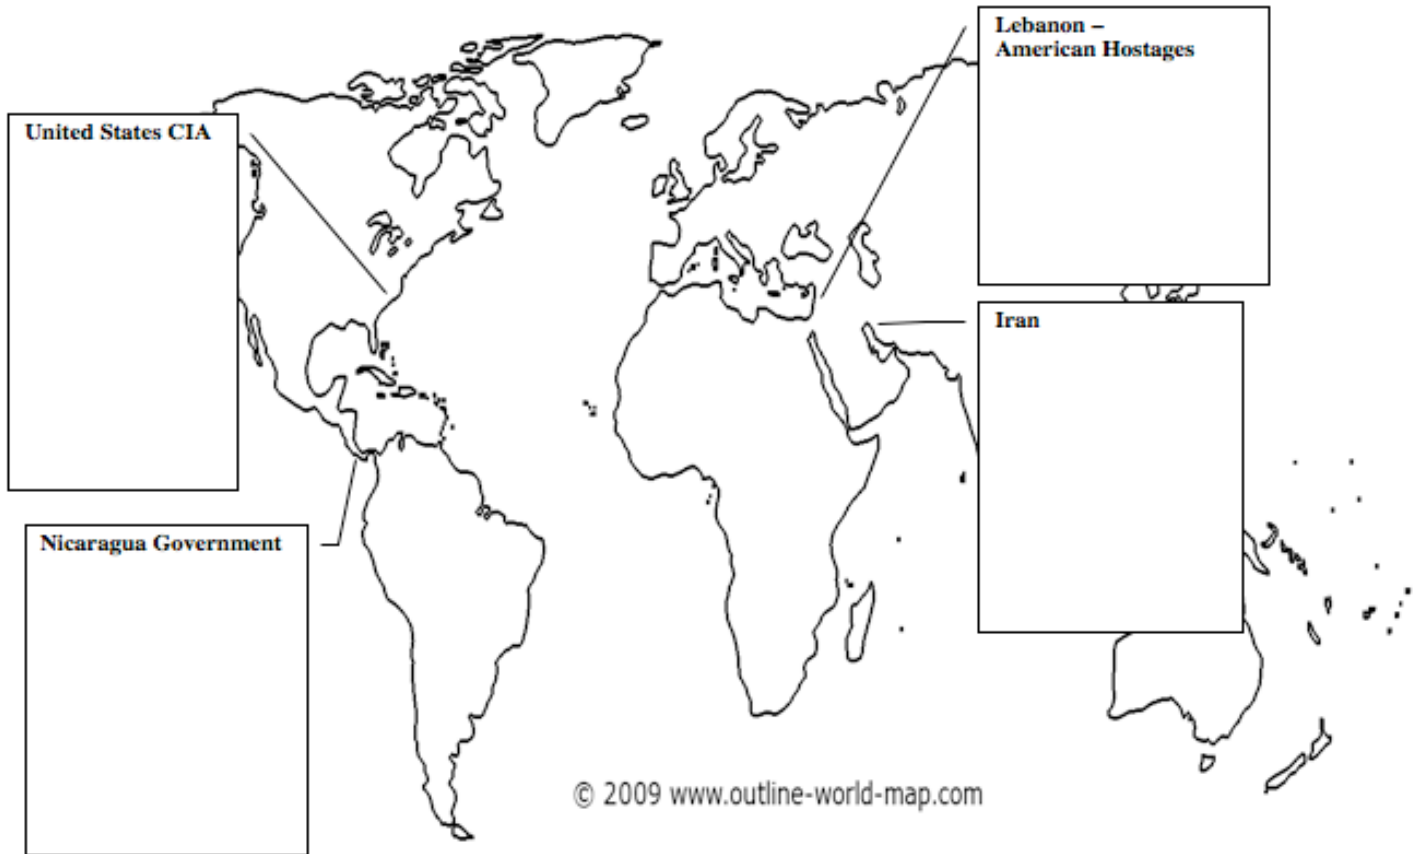 Lebanon –
American Hostages
United States CIA
Iran
Nicaragua Government
© 2009 www.outline-world-map.com